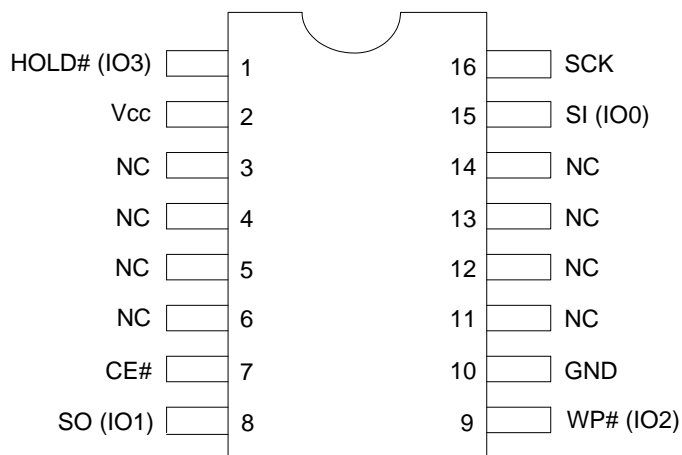 HOLD# (IO3) 1 16 SCK
Vcc 2 15 SI (IO0)
NC 3 14 NC
NC 4 13 NC
NC 5 12 NC
NC 6 11 NC
CE# 7 10 GND
SO (IO1) 8 9 WP# (IO2)